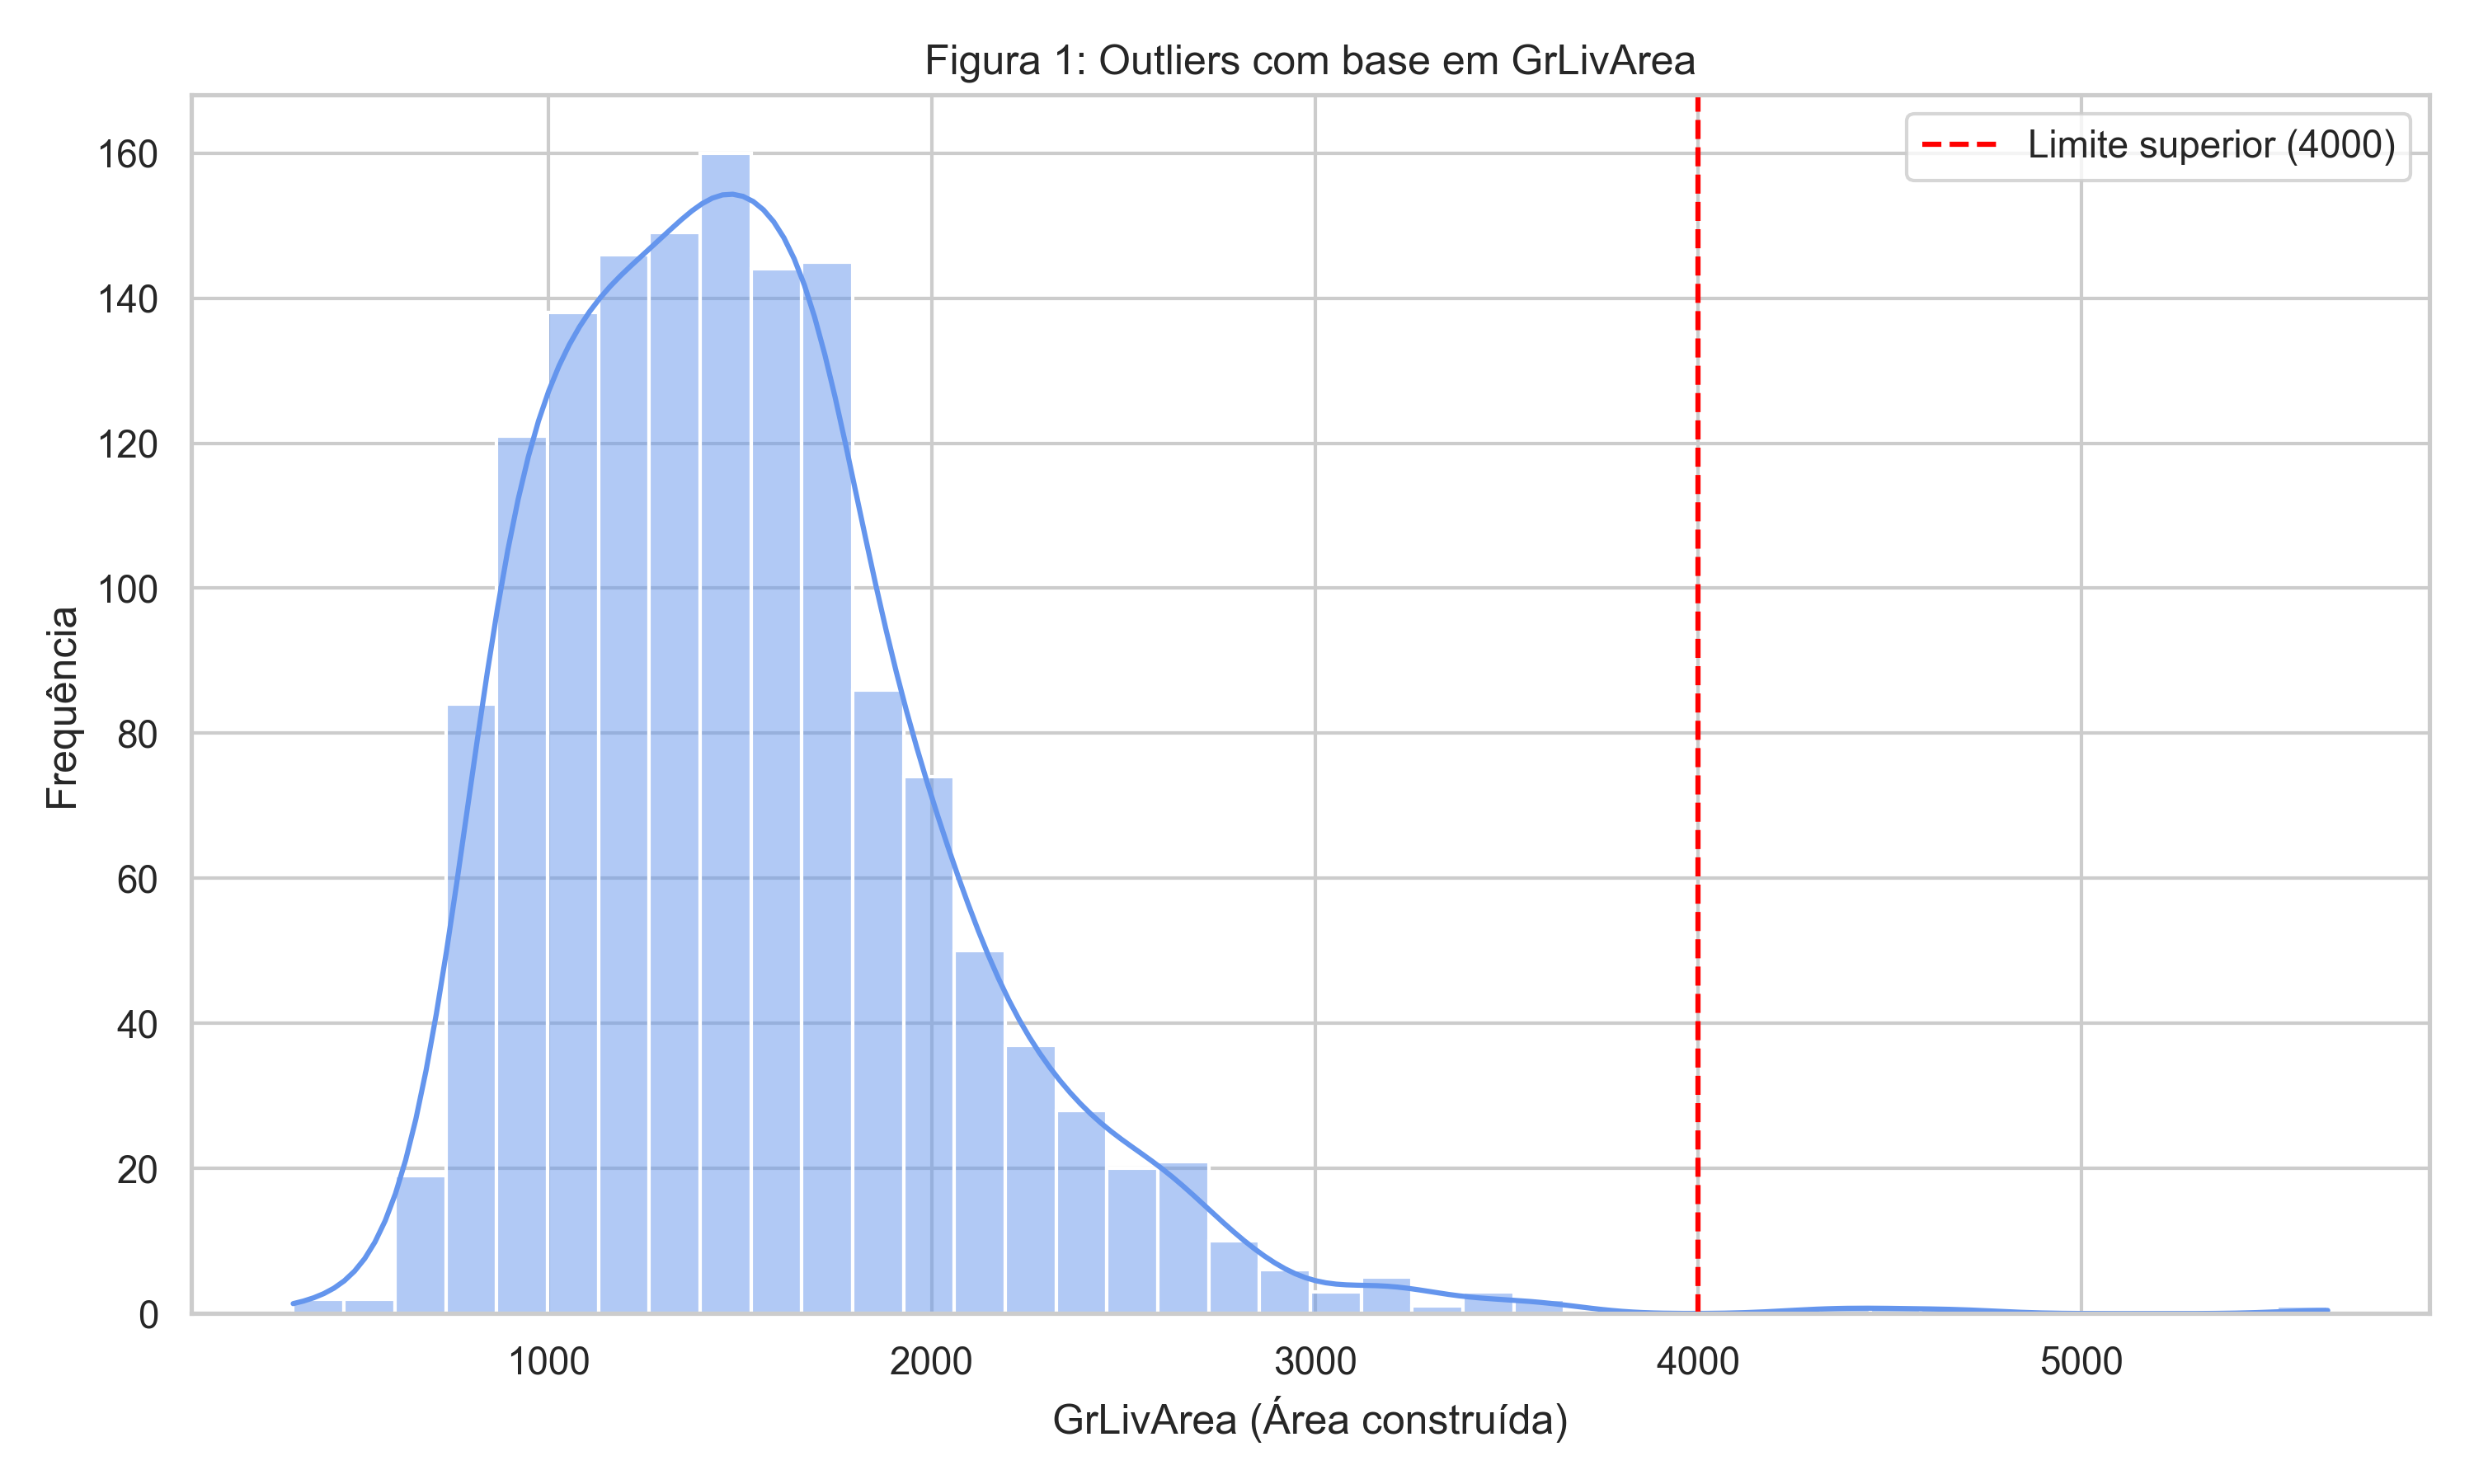 Figura 1: Outliers com base em GrLivArea
Limite superior (4000)
Frequência
160
140
120
100
80
60
40
20
0
1000 2000 3000 4000 5000
GrLivArea (Área construída)